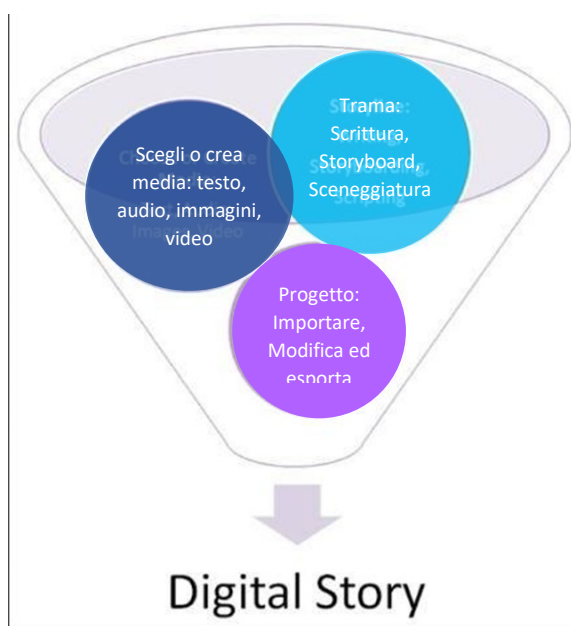 Trama:
Scrittura,
Storyboard,
Sceneggiatura
Scegli o crea
media: testo,
audio, immagini,
video
Progetto:
Importare,
Modifica ed
esporta
Digital Story